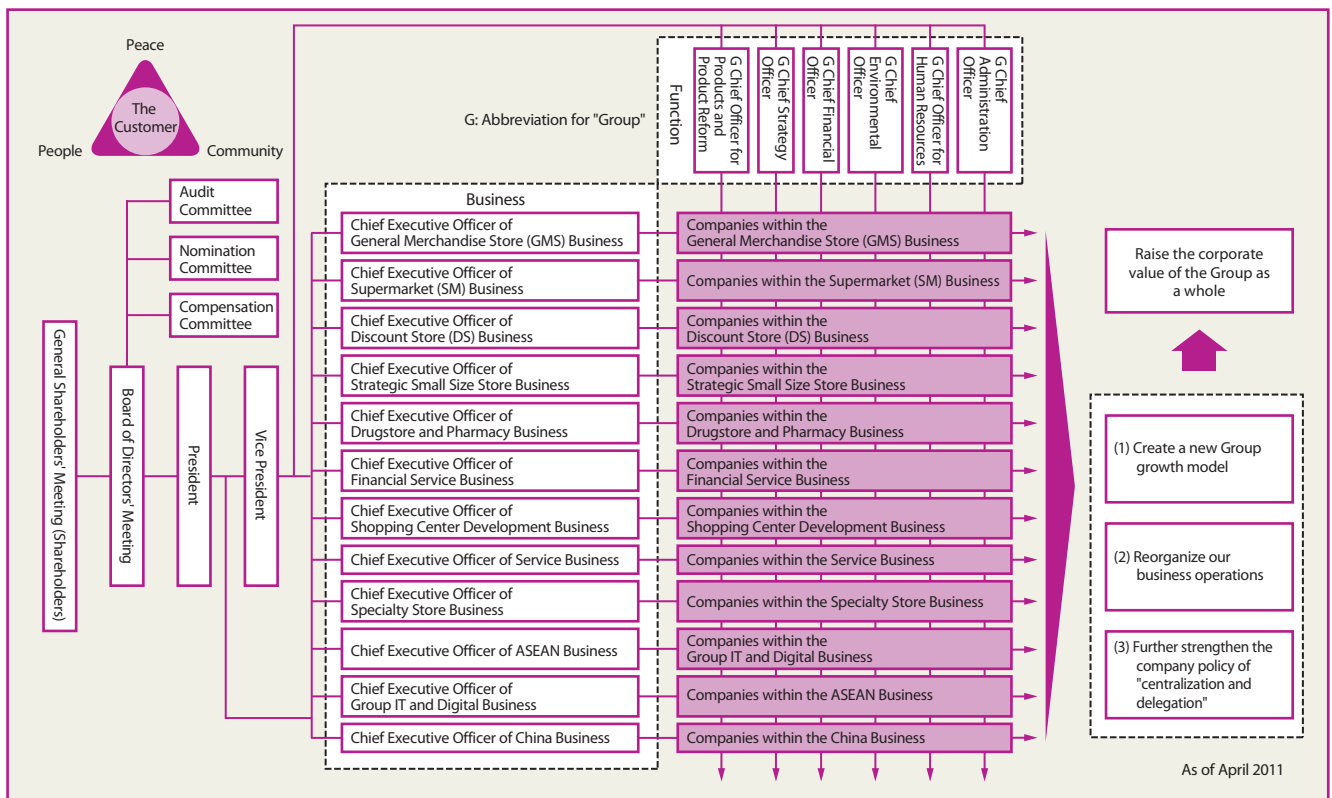 Peace
The
Customer
People
Community
G: Abbreviation for "Group"
Function
G Chief Officer for
Products and
Product Reform
G Chief Strategy
Officer
G Chief Financial
Officer
G Chief
Environmental
Officer
G Chief Officer for
Human Resources
G Chief
Administration
Officer
Audit
Committee
Nomination
Committee
Compensation
Committee
General Shareholders' Meeting (Shareholders)
Board of Directors' Meeting
President
Vice President
Business
Chief Executive Officer of
General Merchandise Store (GMS) Business
Companies within the
General Merchandise Store (GMS) Business
Chief Executive Officer of
Supermarket (SM) Business
Companies within the Supermarket (SM) Business
Chief Executive Officer of
Discount Store (DS) Business
Companies within the
Discount Store (DS) Business
Chief Executive Officer of
Strategic Small Size Store Business
Companies within the
Strategic Small Size Store Business
Chief Executive Officer of
Drugstore and Pharmacy Business
Companies within the
Drugstore and Pharmacy Business
Chief Executive Officer of
Financial Service Business
Companies within the
Financial Service Business
Chief Executive Officer of
Shopping Center Development Business
Companies within the
Shopping Center Development Business
Chief Executive Officer of Service Business
Companies within the Service Business
Chief Executive Officer of
Specialty Store Business
Companies within the Specialty Store Business
Chief Executive Officer of ASEAN Business
Companies within the
Group IT and Digital Business
Chief Executive Officer of
Group IT and Digital Business
Companies within the ASEAN Business
Chief Executive Officer of China Business
Companies within the China Business
Raise the corporate
value of the Group as
a whole
(1) Create a new Group
growth model
(2) Reorganize our
business operations
(3) Further strengthen the
company policy of
"centralization and
delegation"
As of April 2011